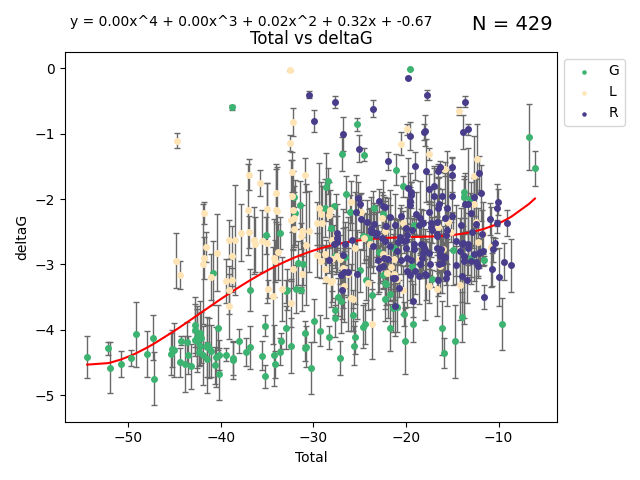 y = 0.00x^4 + 0.00x^3 + 0.02x^2 + 0.32x + -0.67
N = 429
Total vs deltaG
G
L
R
deltaG
0
−1
−2
−3
−4
−5
−50
−40
−30
−20
−10
Total